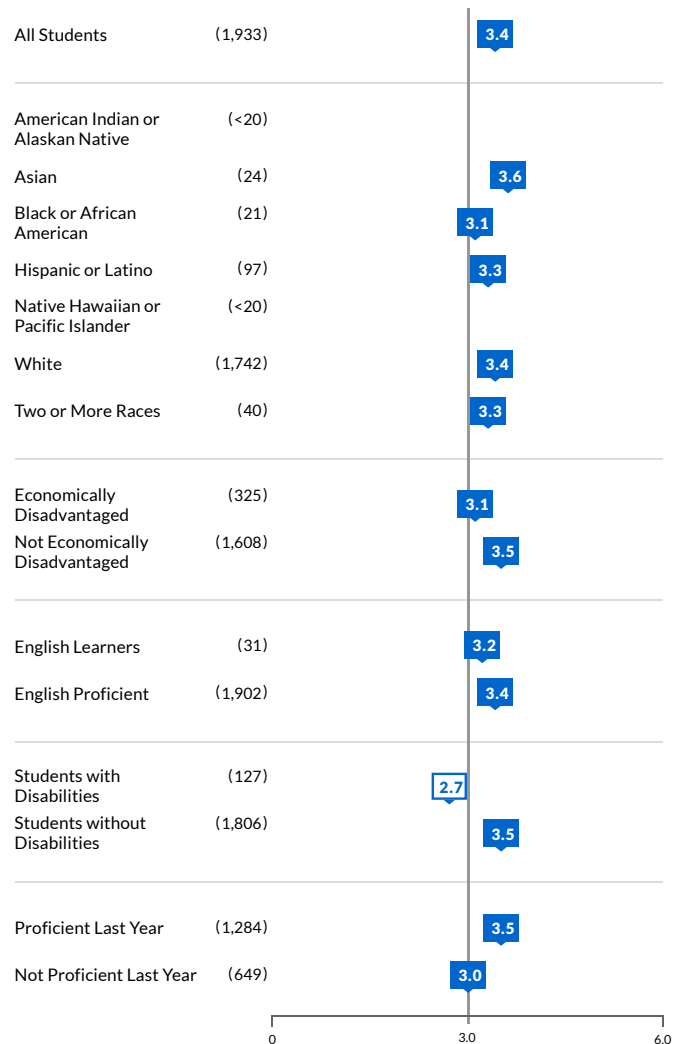 All Students (1,933) 3.4
American Indian or (<20)
Alaskan Native
Asian (24) 3.6
Black or African (21) 3.1
American
Hispanic or Latino (97) 3.3
Native Hawaiian or (<20)
Pacific Islander
White (1,742) 3.4
Two or More Races (40) 3.3
Economically (325) 3.1
Disadvantaged
Not Economically (1,608) 3.5
Disadvantaged
English Learners (31) 3.2
English Proficient (1,902) 3.4
Students with (127) 2.7
Disabilities
Students without (1,806) 3.5
Disabilities
Proficient Last Year (1,284) 3.5
Not Proficient Last Year (649) 3.0
0 3.0 6.0